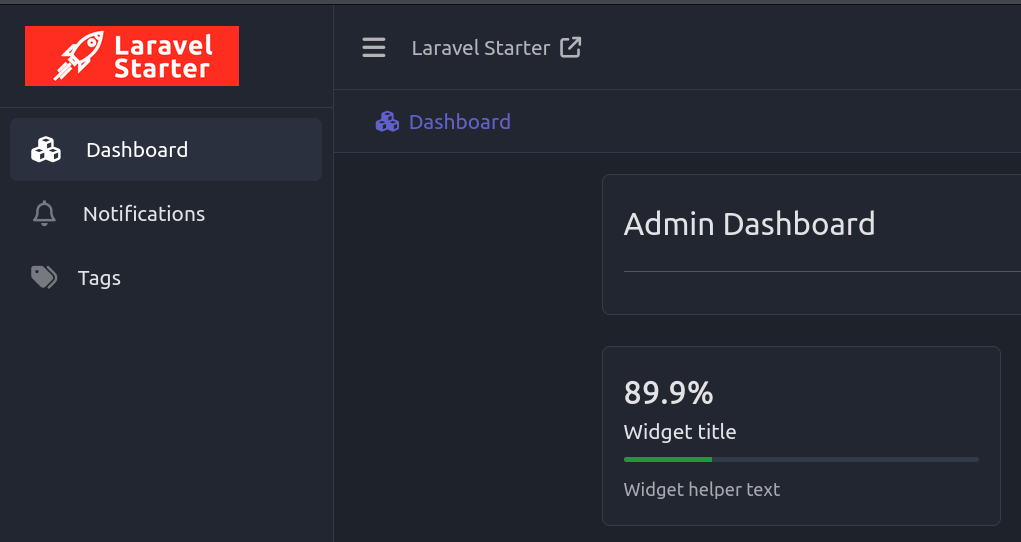 Laravel
Starter
Laravel Starter
Dashboard
Notifications
Tags
Dashboard
Admin Dashboard
89.9%
Widget title
Widget helper text